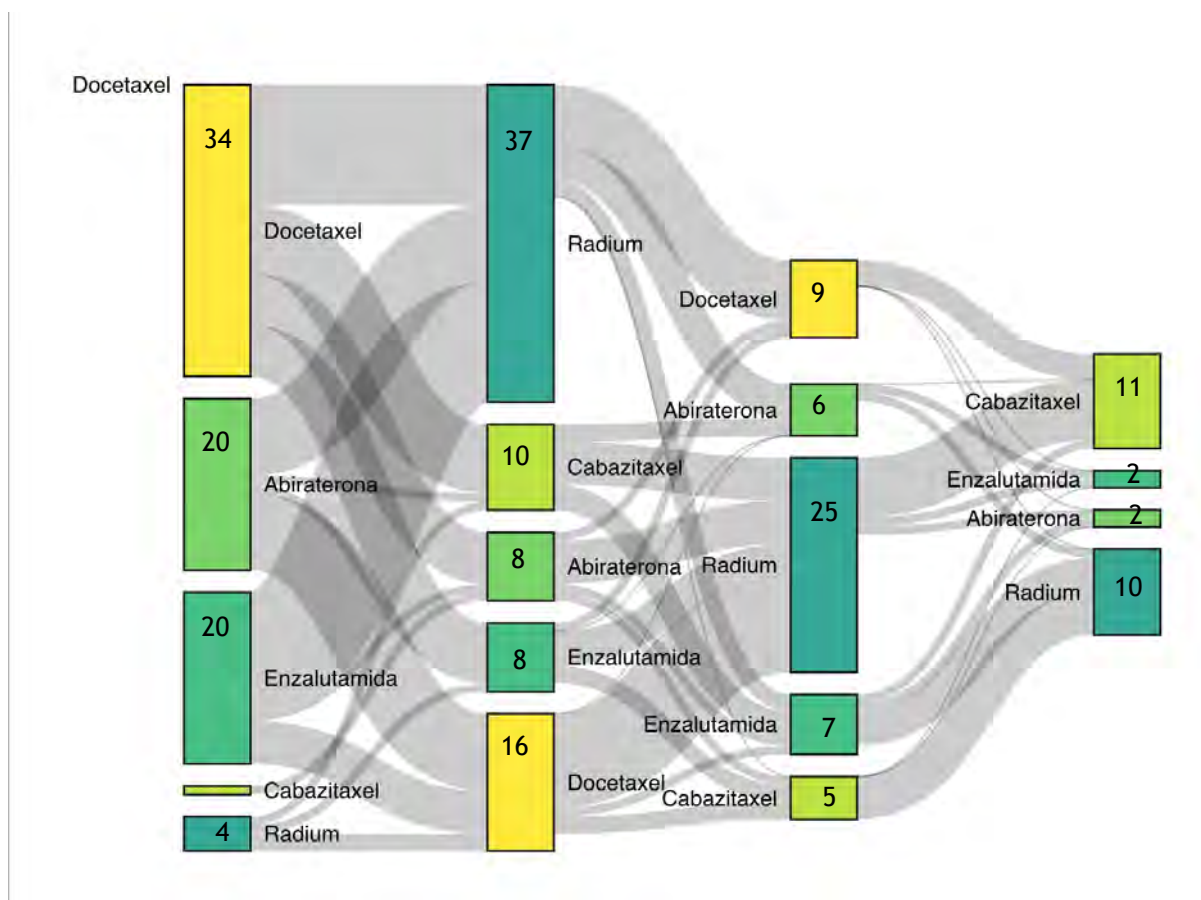 Docetaxel
34
Docetaxel
20
Abiraterona
20
Enzalutamida
Cabazitaxel
4
Radium
37
Radium
10
Cabazitaxel
8
Abiraterona
8
Enzalutamida
16
Docetaxel
Docetaxel
9
Abiraterona
6
Radium
25
Enzalutamida
7
Cabazitaxel
5
Cabazitaxel
11
Enzalutamida
2
Abiraterona
2
Radium
10